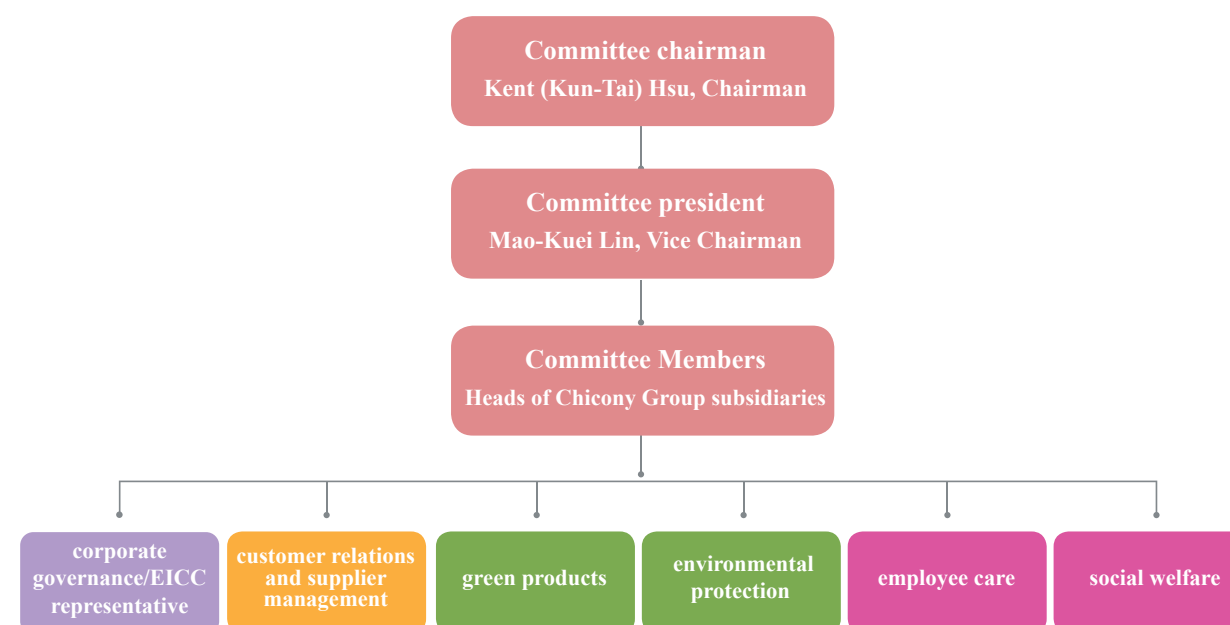 Committee chairman
Kent (Kun-Tai) Hsu, Chairman
Committee president
Mao-Kuei Lin, Vice Chairman
Committee Members
Heads of Chicony Group subsidiaries
corporate
governance/EICC
representative
customer relations
and supplier
management
green products
environmental
protection
employee care
social welfare